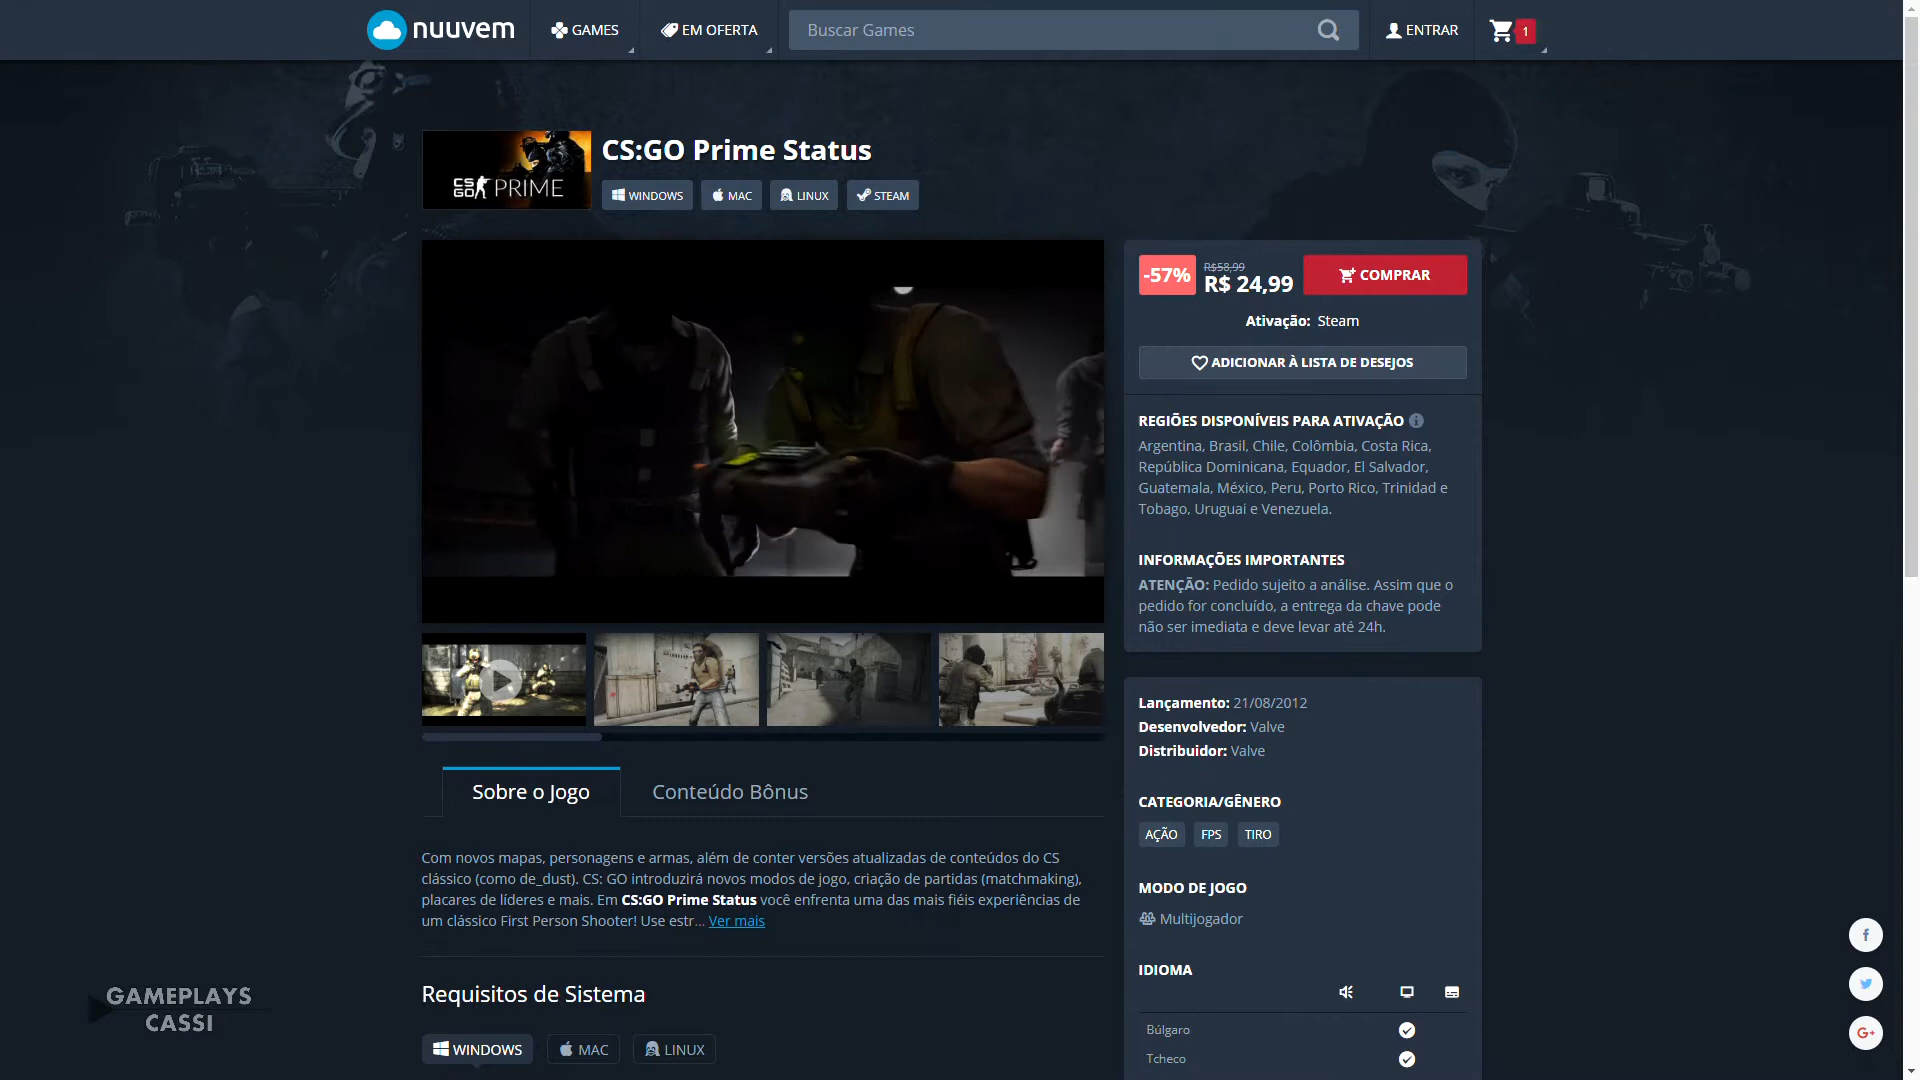 nuuvem
GAMES
EM OFERTA
Buscar Games
ENTRAR
1
CS GO PRIME
CS:GO Prime Status
WINDOWS
MAC
LINUX
STEAM
-57%
R$58,99
R$ 24,99
COMPRAR
Ativação: Steam
ADICIONAR À LISTA DE DESEJOS
REGIÕES DISPONÍVEIS PARA ATIVAÇÃO
Argentina, Brasil, Chile, Colômbia, Costa Rica,
República Dominicana, Equador, El Salvador,
Guatemala, México, Peru, Porto Rico, Trinidad e
Tobago, Uruguai e Venezuela.
INFORMAÇÕES IMPORTANTES
ATENÇÃO: Pedido sujeito a análise. Assim que o
pedido for concluído, a entrega da chave pode
não ser imediata e deve levar até 24h.
Lançamento: 21/08/2012
Desenvolvedor: Valve
Distribuidor: Valve
CATEGORIA/GÊNERO
AÇÃO
FPS
TIRO
MODO DE JOGO
Multijogador
IDIOMA
Búlgaro
Tcheco
Sobre o Jogo
Conteúdo Bônus
Com novos mapas, personagens e armas, além de conter versões atualizadas de conteúdos do CS
clássico (como de_dust). CS: GO introduzirá novos modos de jogo, criação de partidas (matchmaking),
placares de líderes e mais. Em CS:GO Prime Status você enfrenta uma das mais fiéis experiências de
um clássico First Person Shooter! Use estr... Ver mais
Requisitos de Sistema
WINDOWS
MAC
LINUX
GAMEPLAYS
CASSI
f
G+